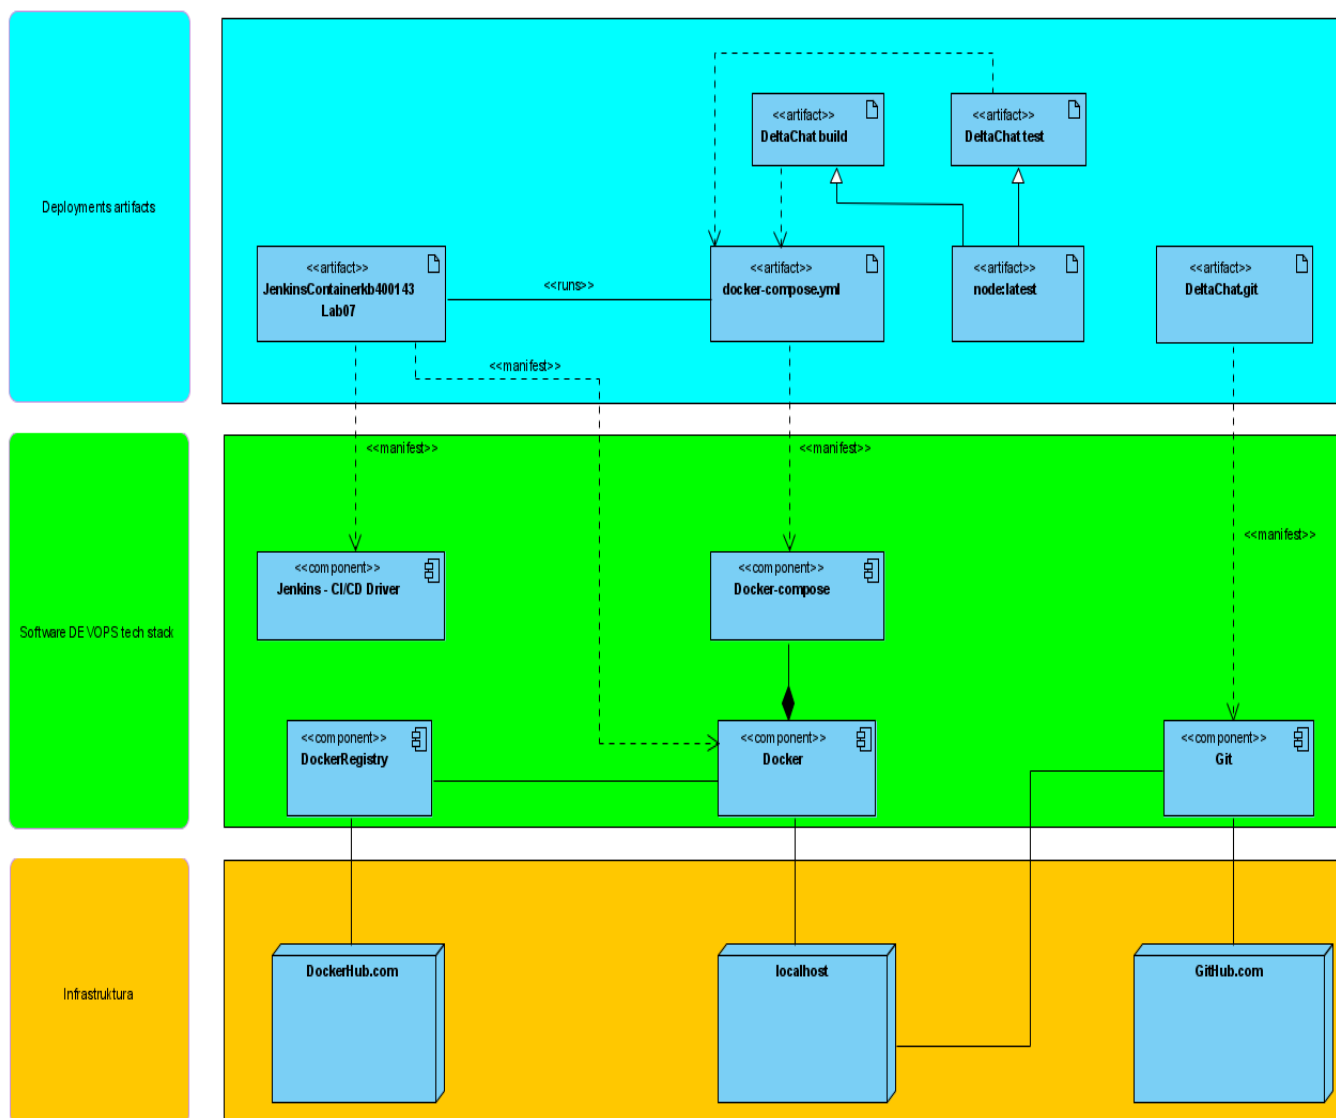 Deployments artifacts
<<artifact>>
DeltaChat build
<<artifact>>
DeltaChat test
<<artifact>>
JenkinsContainerkb400143
Lab07
<<runs>>
<<artifact>>
docker-compose.yml
<<artifact>>
node:latest
<<artifact>>
DeltaChat.git
<<manifest>>
Software DEVOPS tech stack
<<manifest>>
<<manifest>>
<<manifest>>
<<component>>
Jenkins - CI/CD Driver
<<component>>
Docker-compose
<<component>>
DockerRegistry
<<component>>
Docker
<<component>>
Git
Infrastruktura
DockerHub.com
localhost
GitHub.com